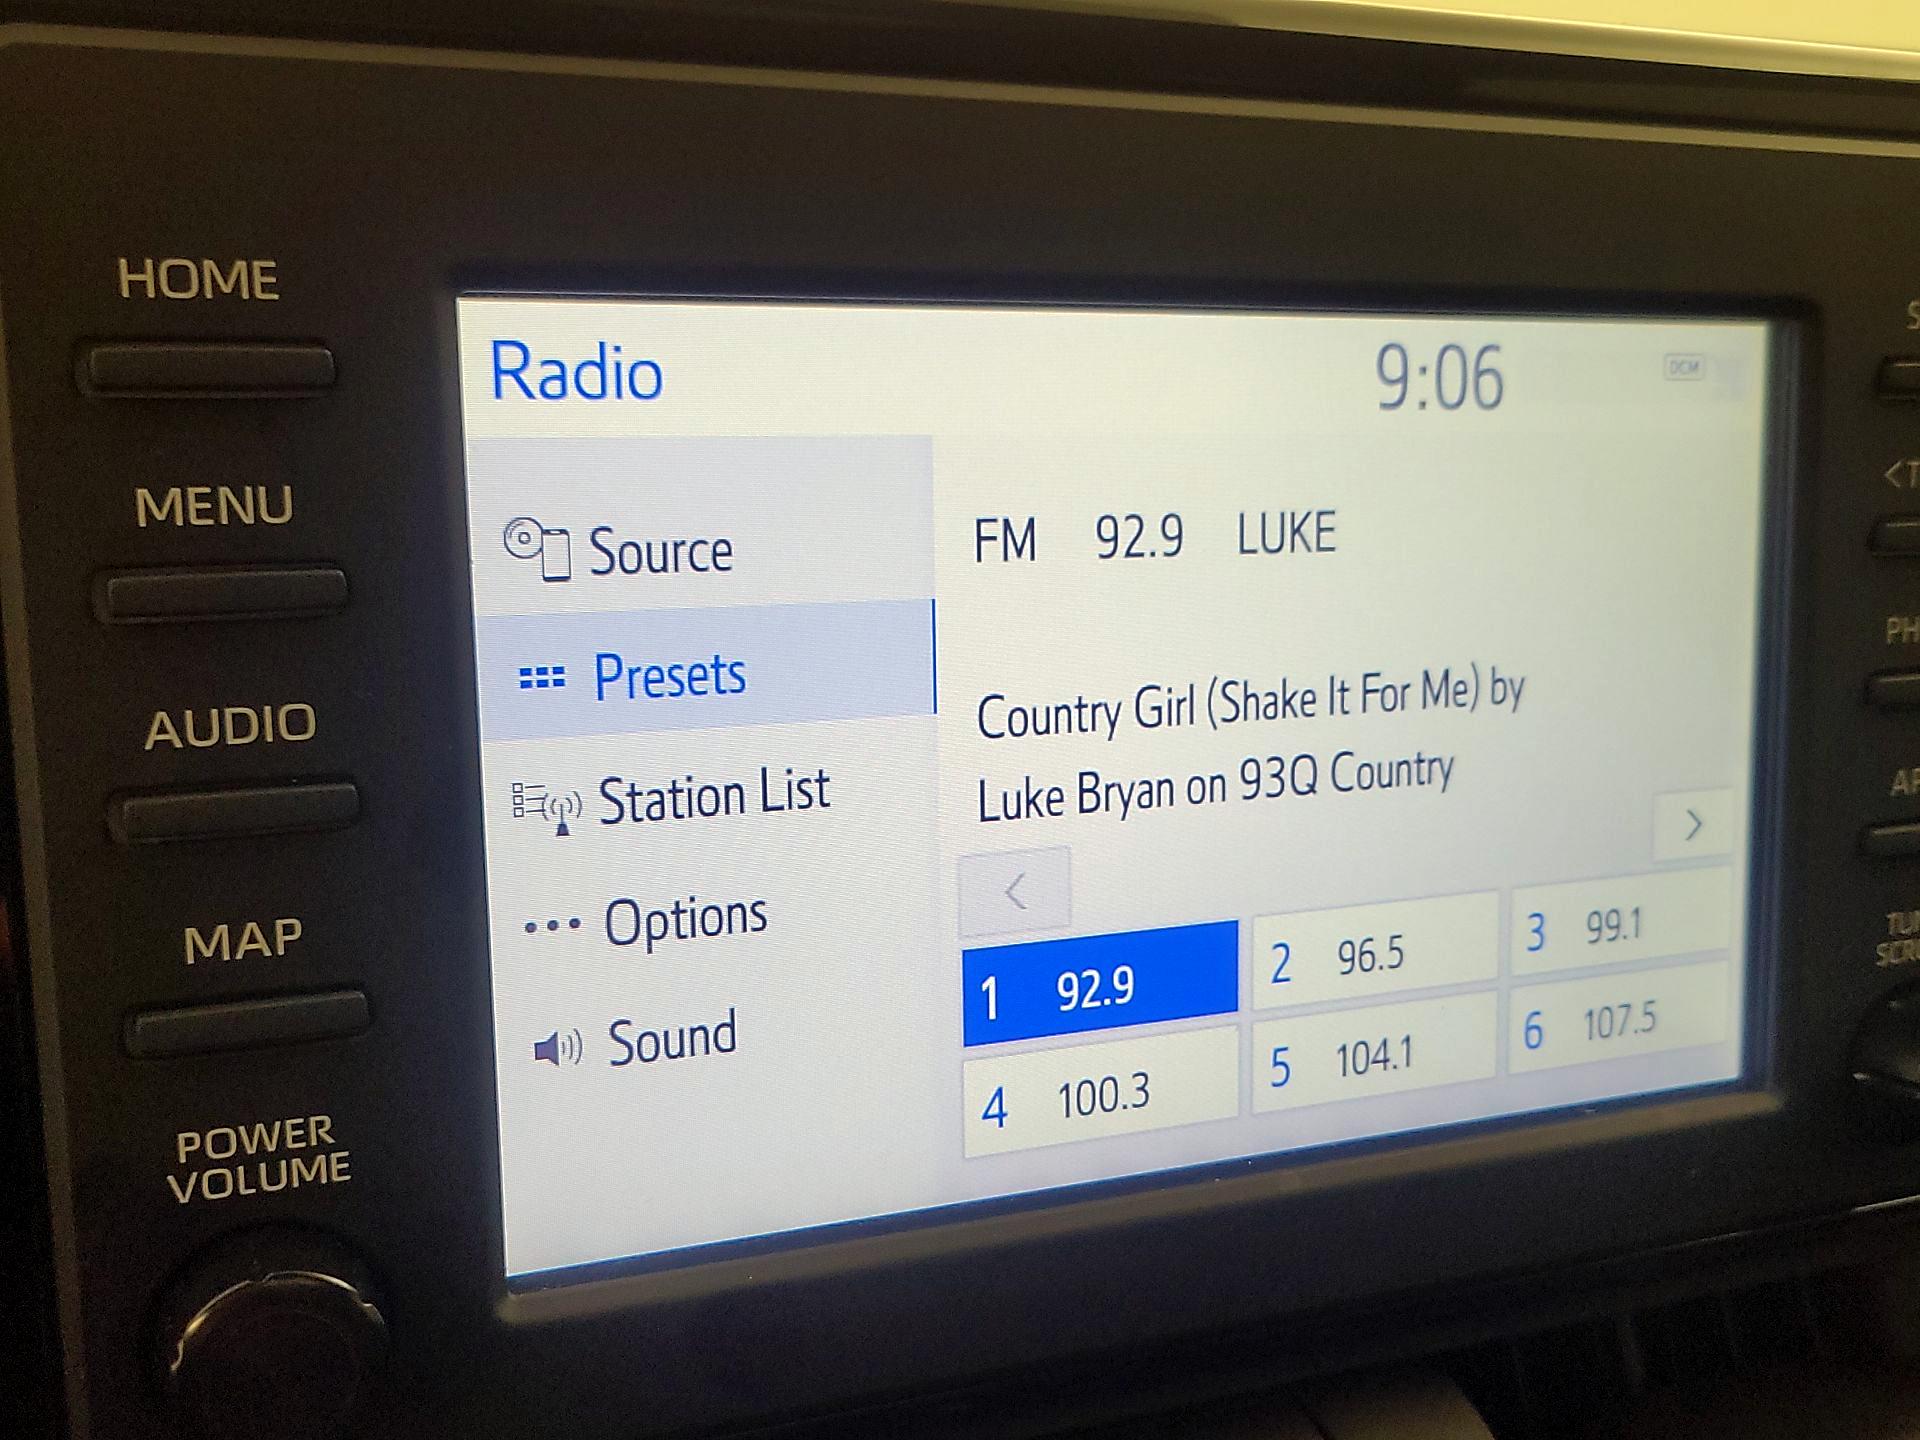 HOME
MENU
AUDIO
MAP
POWER
VOLUME
Radio
9:06
DCM
Source
Presets
Station List
Options
Sound
FM 92.9 LUKE
Country Girl (Shake It For Me) by
Luke Bryan on 93Q Country
1 92.9
2 96.5
3 99.1
4 100.3
5 104.1
6 107.5